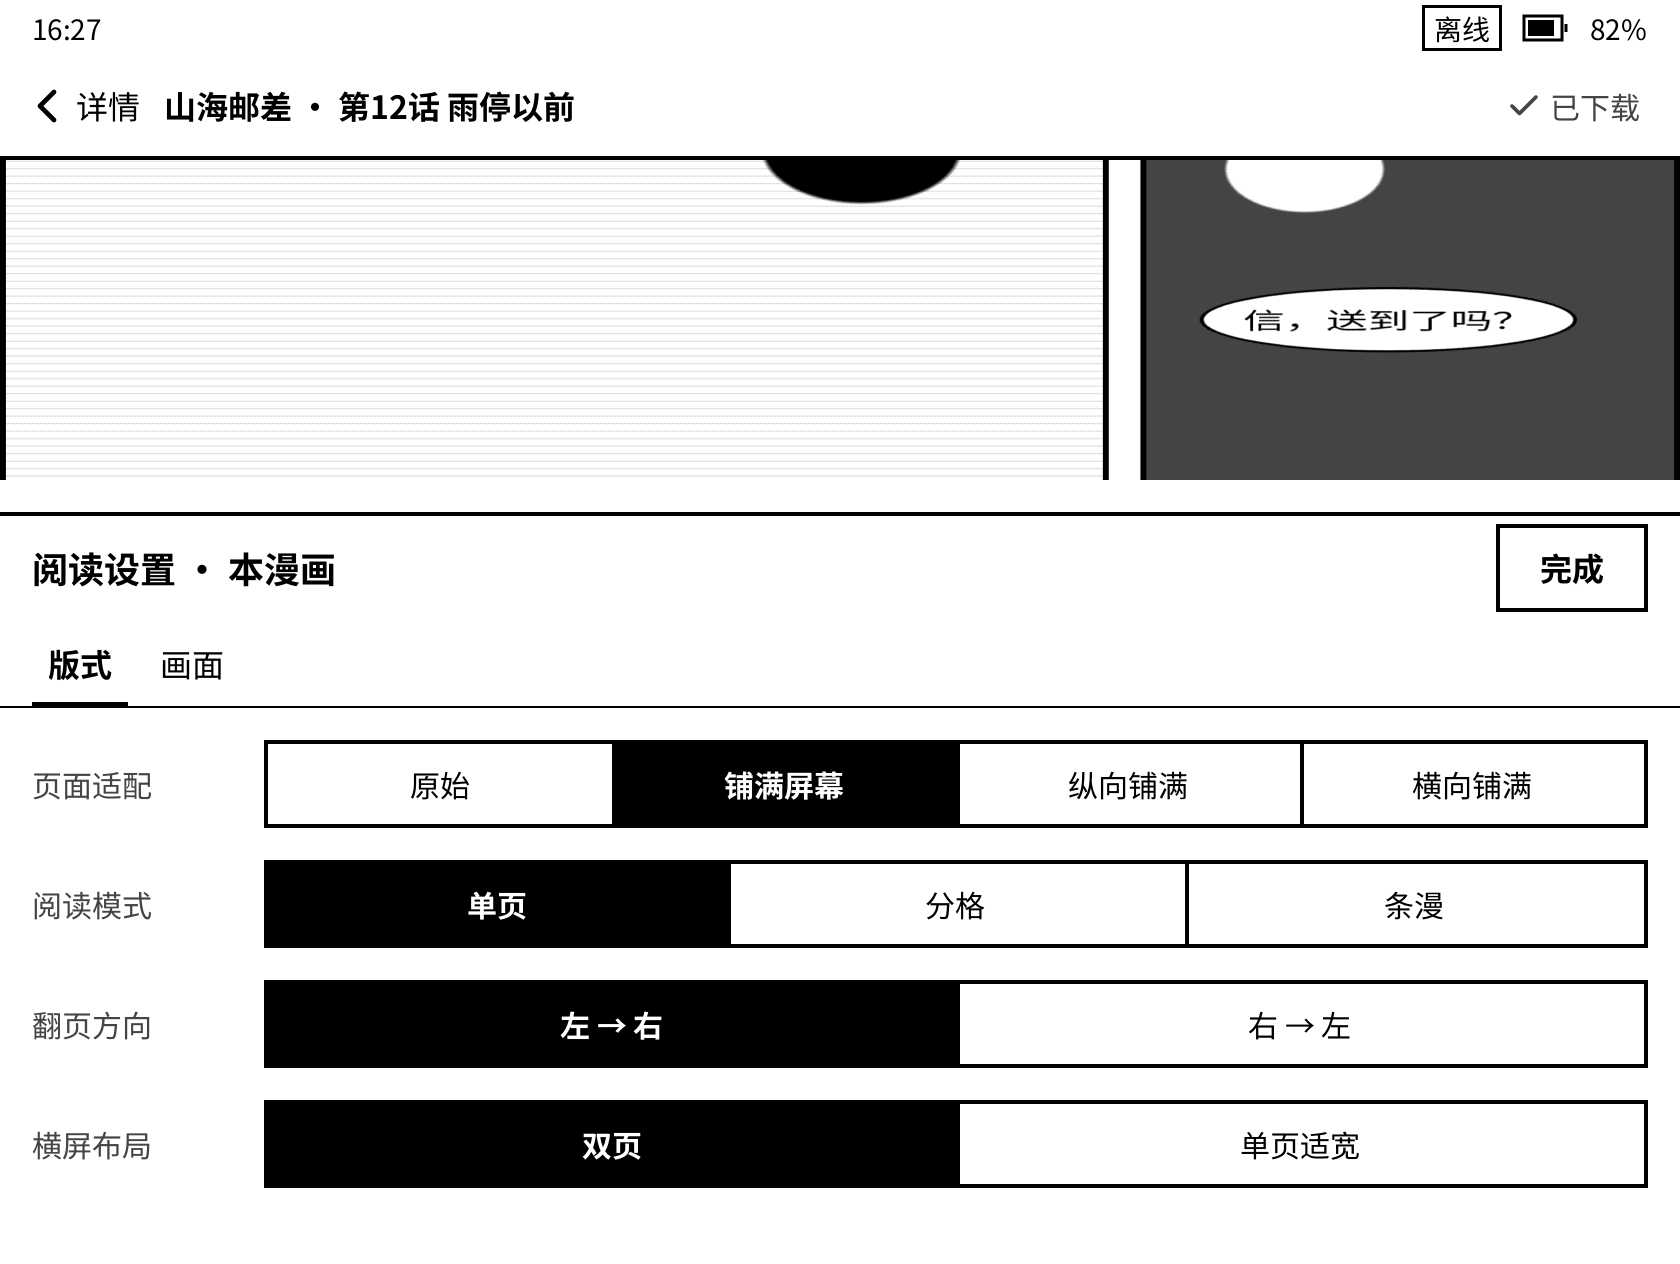 16:27 离线 82%
详情 山海邮差 · 第12话 雨停以前 已下载
信，送到了吗?
阅读设置 · 本漫画 完成
版式 画面
页面适配 原始 铺满屏幕 纵向铺满 横向铺满
阅读模式 单页 分格 条漫
翻页方向 左→右 右→左
横屏布局 双页 单页适宽